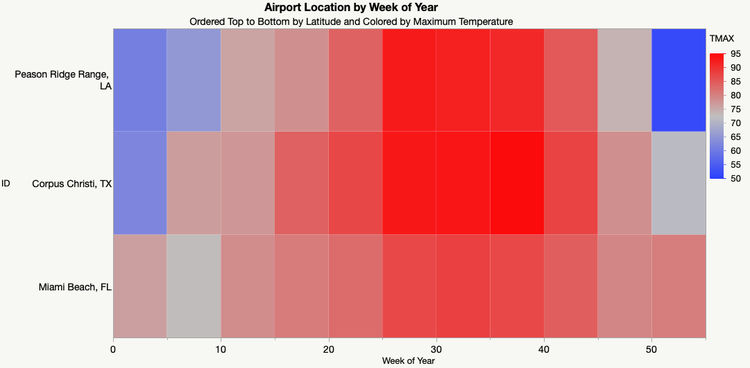 Airport Location by Week of Year
Ordered Top to Bottom by Latitude and Colored by Maximum Temperature
TMAX
95
90
85
80
75
70
65
60
55
50
ID
Peason Ridge Range,
LA
Corpus Christi, TX
Miami Beach, FL
0
10
20
30
40
50
Week of Year